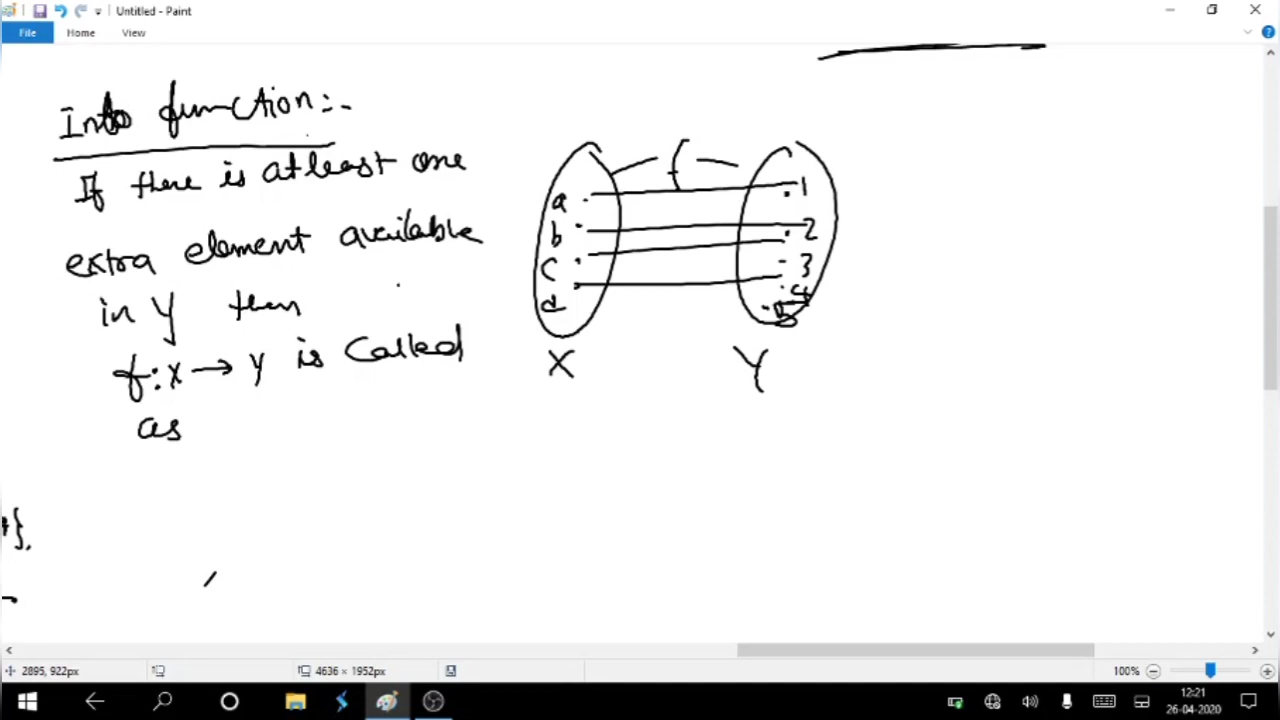 Untitled - Paint
File Home View
Into function:-
If there is atleast one
extra element available
in Y then
f: X → Y is Called
as
f
a
b
c
d
1
2
3
4
5
X Y
}.
2895, 922px 4636 × 1952px 100%
12:21
26-04-2020